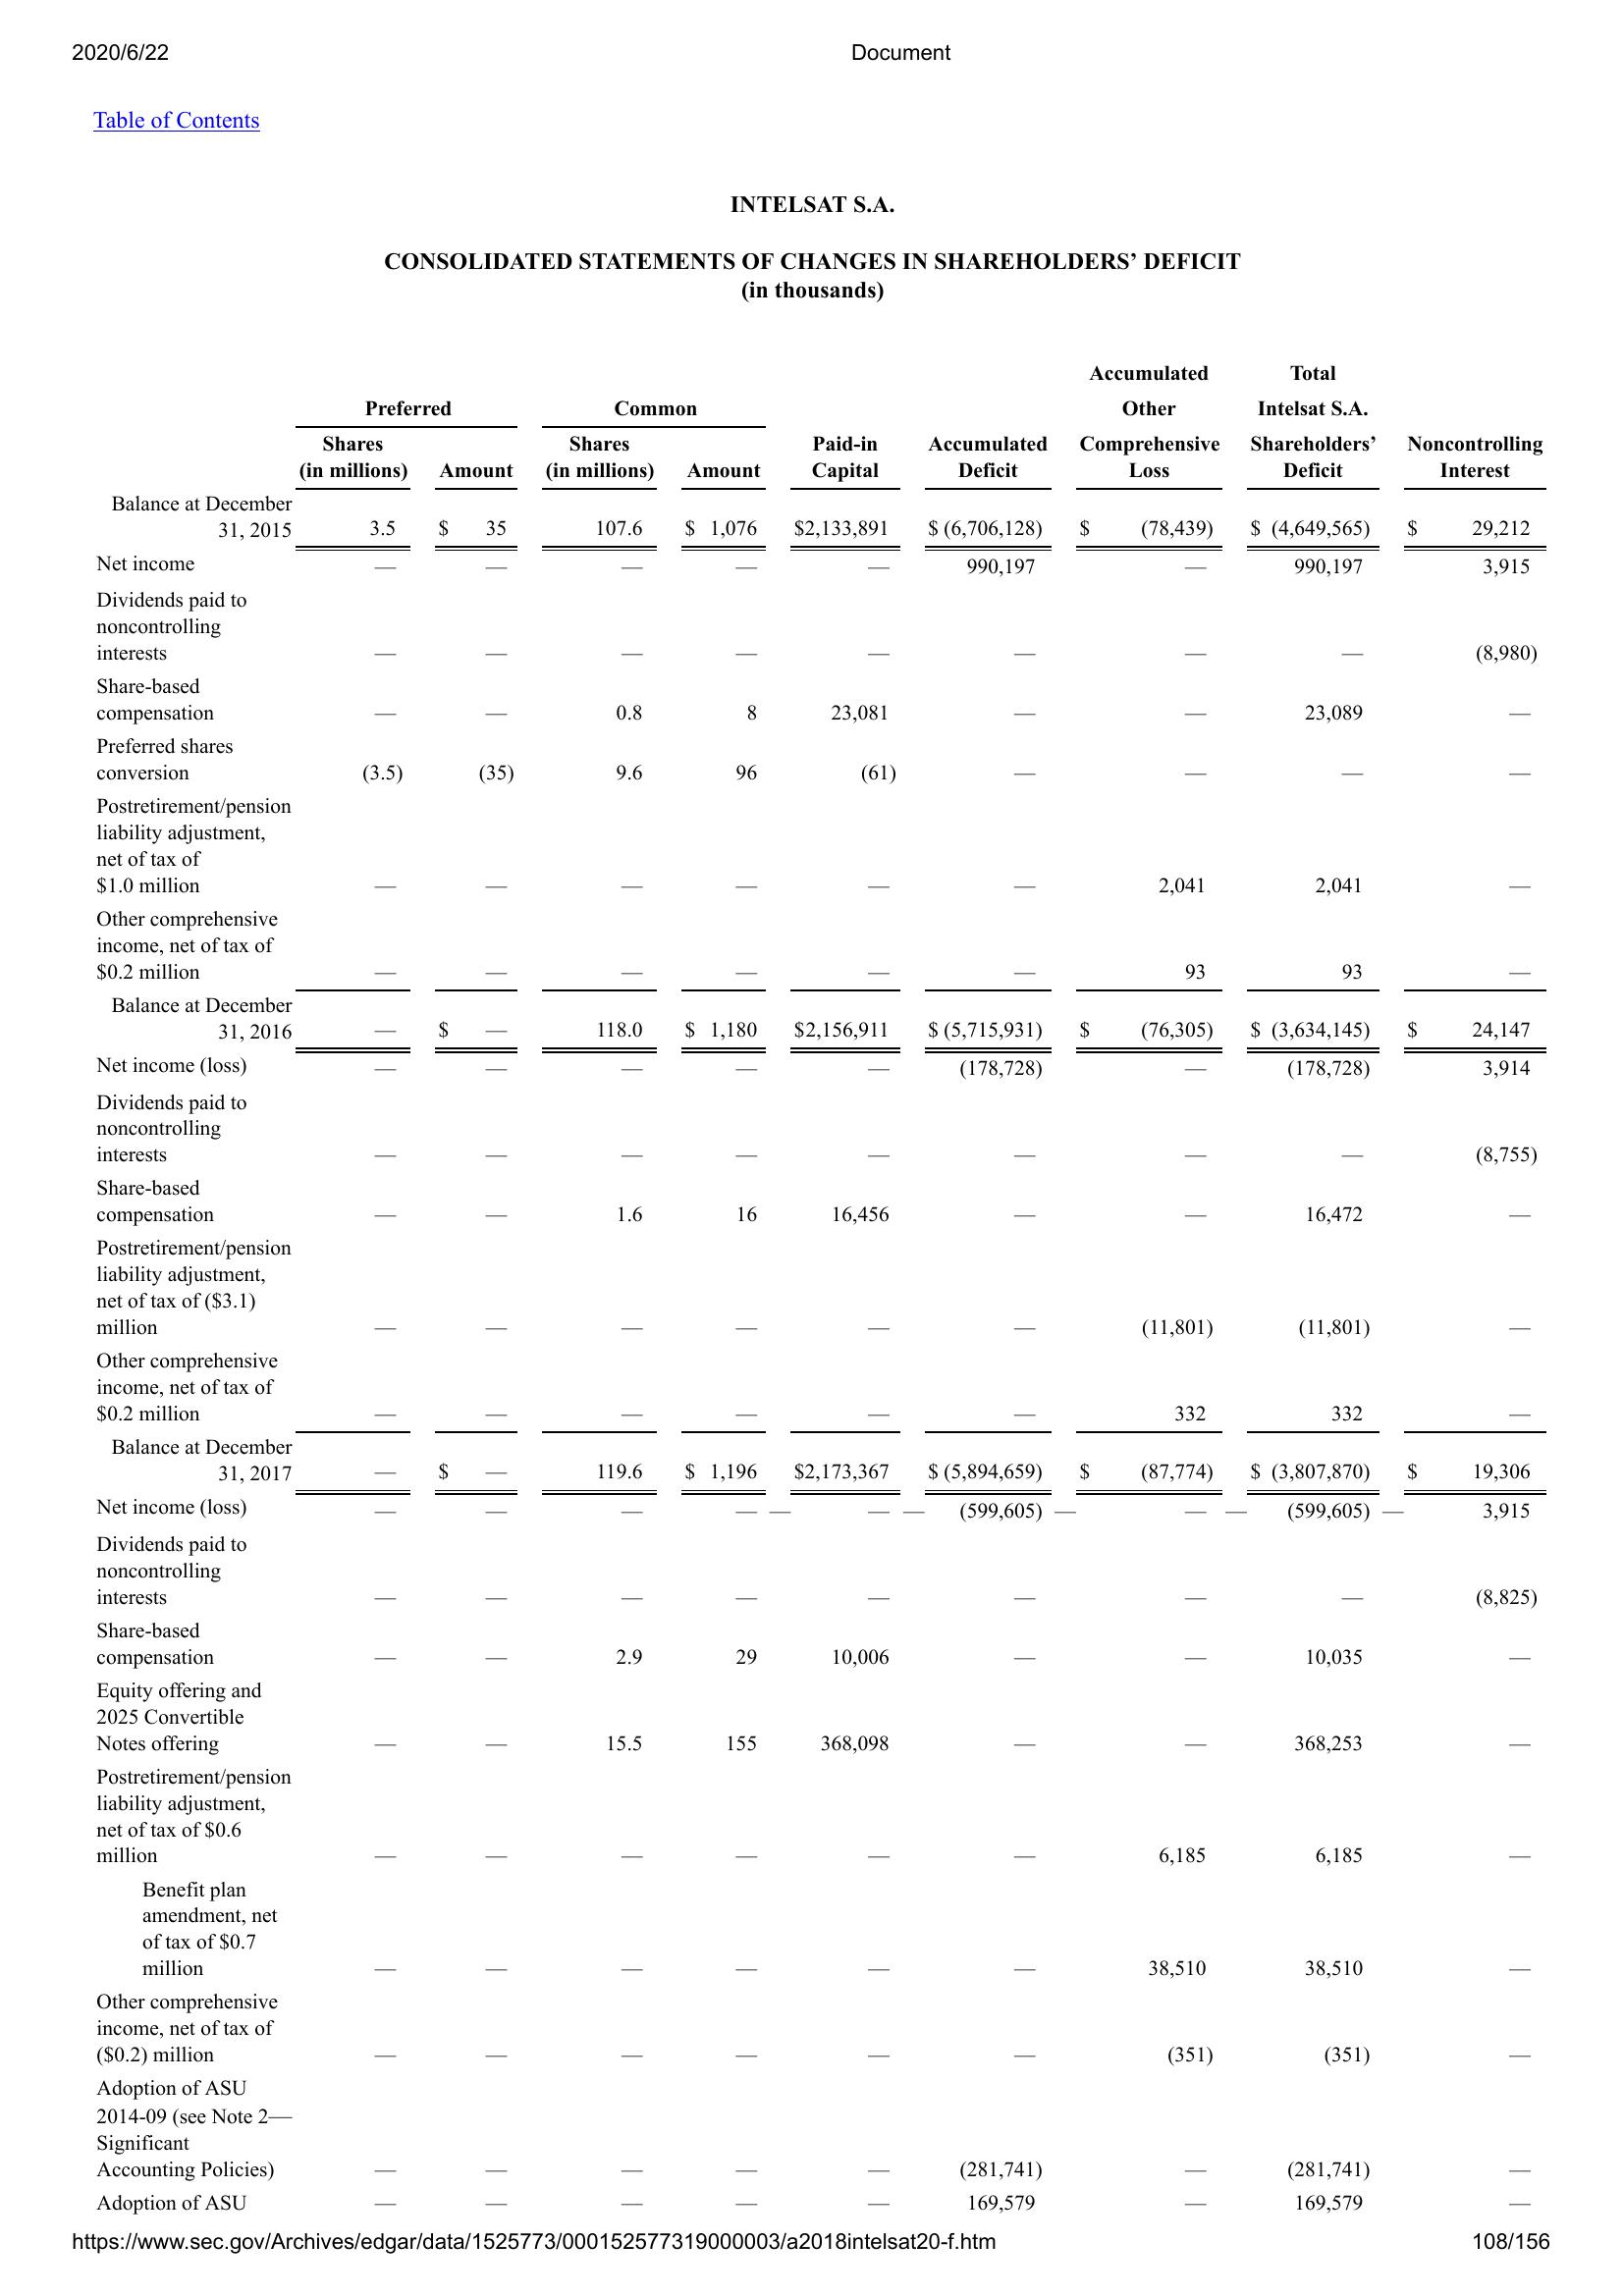 2020/6/22 Document
Table of Contents
INTELSAT S.A.
CONSOLIDATED STATEMENTS OF CHANGES IN SHAREHOLDERS’ DEFICIT
(in thousands)
Accumulated Total
Preferred Common Other Intelsat S.A.
Shares Shares Paid-in Accumulated Comprehensive Shareholders’ Noncontrolling
(in millions) Amount (in millions) Amount Capital Deficit Loss Deficit Interest
Balance at December
31, 2015 3.5 $ 35 107.6 $ 1,076 $2,133,891 $ (6,706,128) $ (78,439) $ (4,649,565) $ 29,212
Net income — — — — — 990,197 — 990,197 3,915
Dividends paid to
noncontrolling
interests — — — — — — — — (8,980)
Share-based
compensation — — 0.8 8 23,081 — — 23,089 —
Preferred shares
conversion (3.5) (35) 9.6 96 (61) — — — —
Postretirement/pension
liability adjustment,
net of tax of
$1.0 million — — — — — — 2,041 2,041 —
Other comprehensive
income, net of tax of
$0.2 million — — — — — — 93 93 —
Balance at December
31, 2016 — $ — 118.0 $ 1,180 $2,156,911 $ (5,715,931) $ (76,305) $ (3,634,145) $ 24,147
Net income (loss) — — — — — (178,728) — (178,728) 3,914
Dividends paid to
noncontrolling
interests — — — — — — — — (8,755)
Share-based
compensation — — 1.6 16 16,456 — — 16,472 —
Postretirement/pension
liability adjustment,
net of tax of ($3.1)
million — — — — — — (11,801) (11,801) —
Other comprehensive
income, net of tax of
$0.2 million — — — — — — 332 332 —
Balance at December
31, 2017 — $ — 119.6 $ 1,196 $2,173,367 $ (5,894,659) $ (87,774) $ (3,807,870) $ 19,306
Net income (loss) — — — — — — — (599,605) — — — (599,605) — 3,915
Dividends paid to
noncontrolling
interests — — — — — — — — (8,825)
Share-based
compensation — — 2.9 29 10,006 — — 10,035 —
Equity offering and
2025 Convertible
Notes offering — — 15.5 155 368,098 — — 368,253 —
Postretirement/pension
liability adjustment,
net of tax of $0.6
million — — — — — — 6,185 6,185 —
Benefit plan
amendment, net
of tax of $0.7
million — — — — — — 38,510 38,510 —
Other comprehensive
income, net of tax of
($0.2) million — — — — — — (351) (351) —
Adoption of ASU
2014-09 (see Note 2—
Significant
Accounting Policies) — — — — — (281,741) — (281,741) —
Adoption of ASU — — — — — 169,579 — 169,579 —
https://www.sec.gov/Archives/edgar/data/1525773/000152577319000003/a2018intelsat20-f.htm 108/156